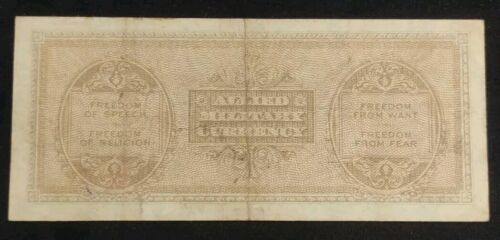 FREEDOM
OF SPEECH
FREEDOM
OF RELIGION
ALLIED
MILITARY
CURRENCY
FREEDOM
FROM WANT
FREEDOM
FROM FEAR